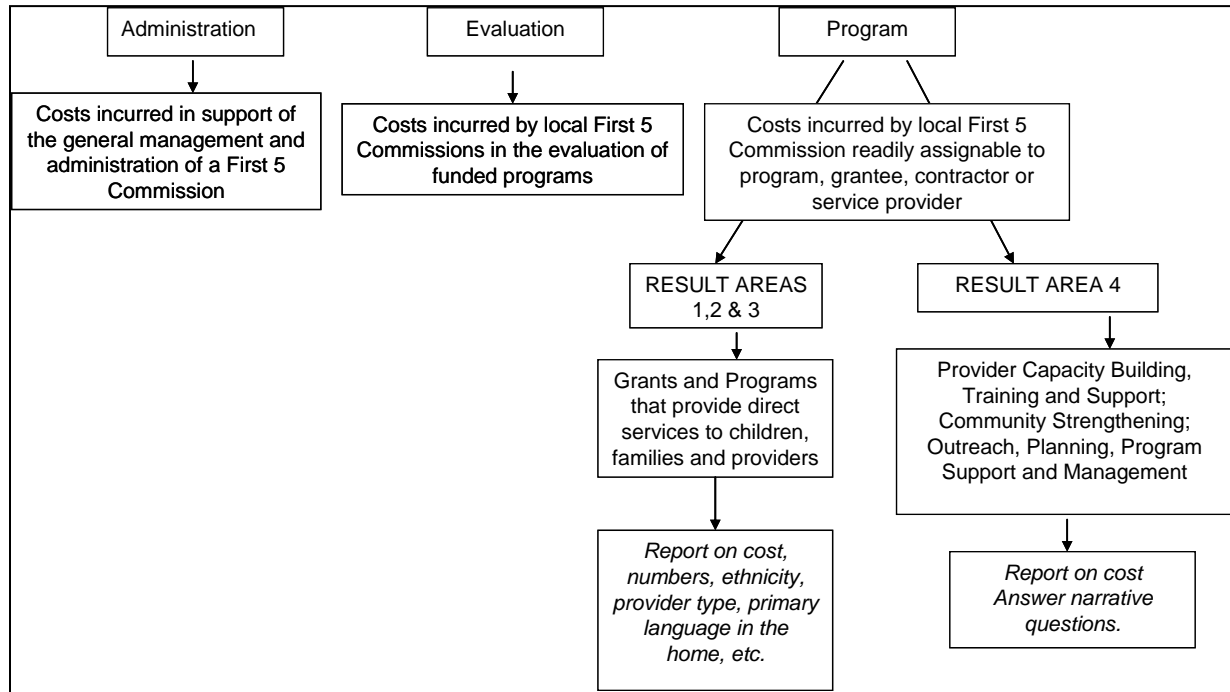 Administration
Costs incurred in support of
the general management and
administration of a First 5
Commission
Evaluation
Costs incurred by local First 5
Commissions in the evaluation of
funded programs
Program
Costs incurred by local First 5
Commission readily assignable to
program, grantee, contractor or
service provider
RESULT AREAS
1,2 & 3
Grants and Programs
that provide direct
services to children,
families and providers
Report on cost,
numbers, ethnicity,
provider type, primary
language in the
home, etc.
RESULT AREA 4
Provider Capacity Building,
Training and Support;
Community Strengthening;
Outreach, Planning, Program
Support and Management
Report on cost
Answer narrative
questions.